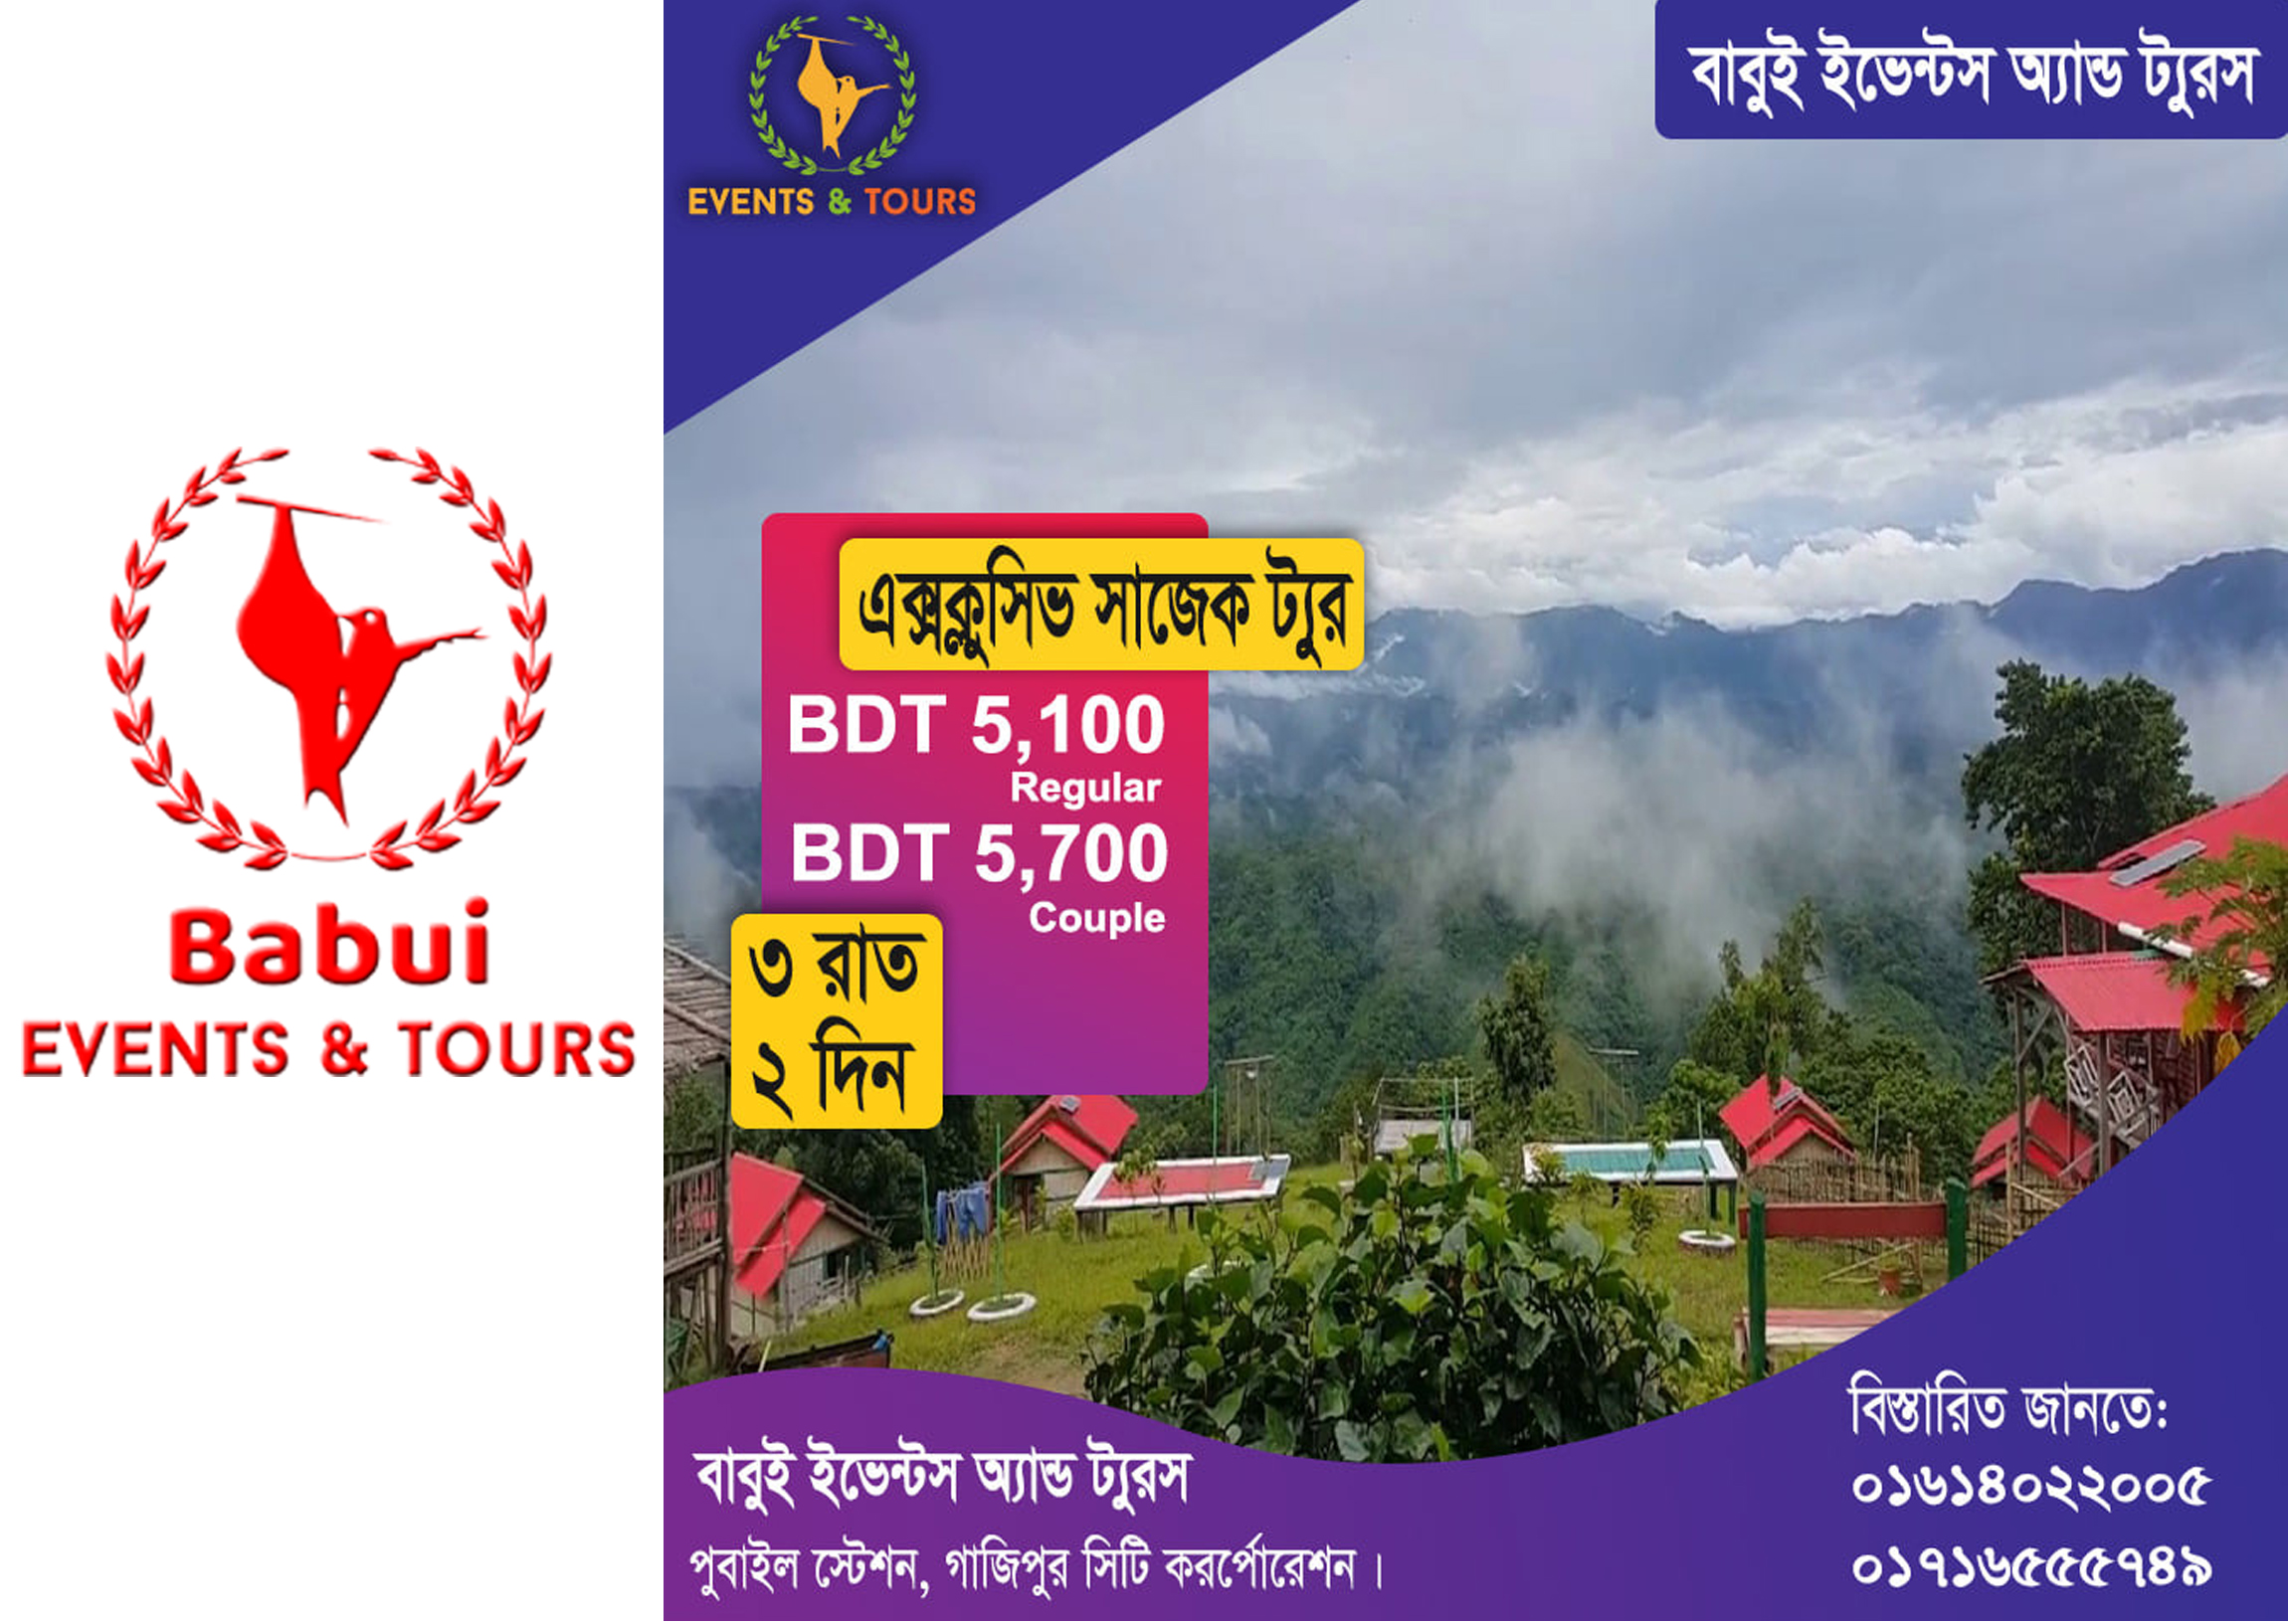 Babui
EVENTS & TOURS
EVENTS & TOURS
বাবুই ইভেন্টস অ্যান্ড ট্যুরস
এক্সক্লুসিভ সাজেক ট্যুর
BDT 5,100
Regular
BDT 5,700
Couple
৩ রাত
২ দিন
বাবুই ইভেন্টস অ্যান্ড ট্যুরস
পুবাইল স্টেশন, গাজিপুর সিটি করর্পোরেশন ।
বিস্তারিত জানতে:
০১৬১৪০২২০০৫
০১৭১৬৫৫৫৭৪৯